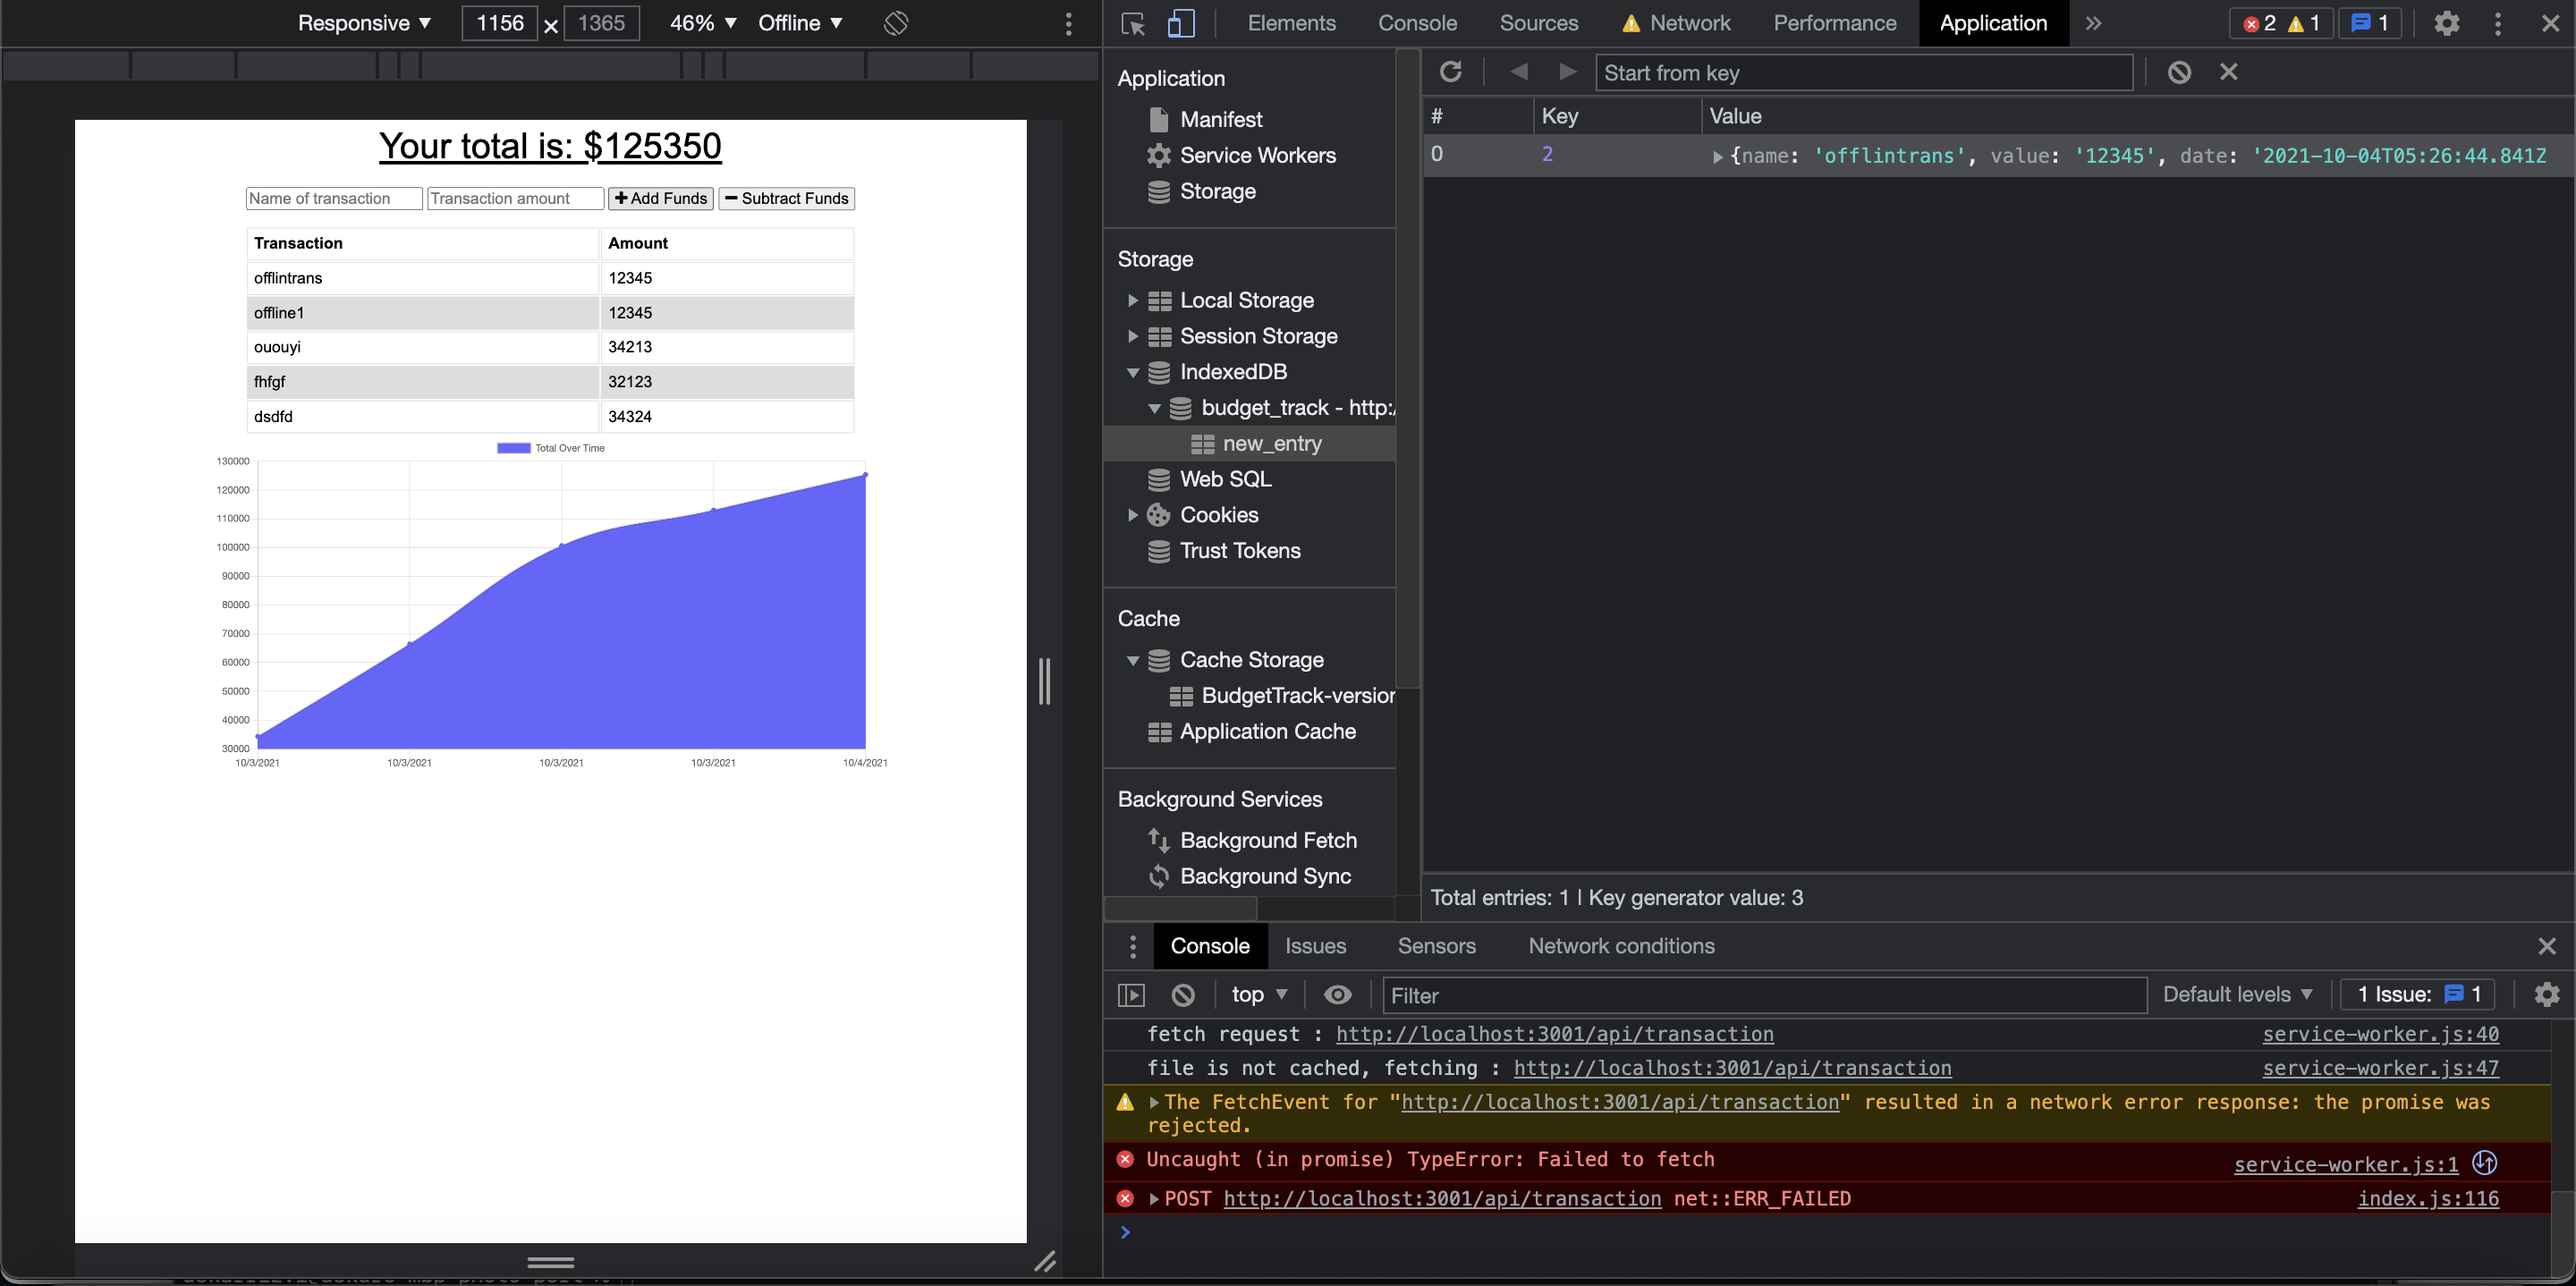 Responsive ▼ 1156 × 1365 46% ▼ Offline ▼
Elements Console Sources Network Performance Application » 2 1 1
Your total is: $125350
Name of transaction Transaction amount + Add Funds − Subtract Funds
Transaction Amount
offlintrans 12345
offline1 12345
ououyi 34213
fhfgf 32123
dsdfd 34324
Total Over Time
130000
120000
110000
100000
90000
80000
70000
60000
50000
40000
30000
10/3/2021 10/3/2021 10/3/2021 10/3/2021 10/4/2021
Application
Manifest
Service Workers
Storage
Storage
Local Storage
Session Storage
IndexedDB
budget_track - http:/
new_entry
Web SQL
Cookies
Trust Tokens
Cache
Cache Storage
BudgetTrack-version
Application Cache
Background Services
Background Fetch
Background Sync
Start from key
# Key Value
0 2 {name: 'offlintrans', value: '12345', date: '2021-10-04T05:26:44.841Z
Total entries: 1 | Key generator value: 3
Console Issues Sensors Network conditions
top ▼ Filter Default levels ▼ 1 Issue: 1
fetch request : http://localhost:3001/api/transaction service-worker.js:40
file is not cached, fetching : http://localhost:3001/api/transaction service-worker.js:47
The FetchEvent for "http://localhost:3001/api/transaction" resulted in a network error response: the promise was
rejected.
Uncaught (in promise) TypeError: Failed to fetch service-worker.js:1
POST http://localhost:3001/api/transaction net::ERR_FAILED index.js:116